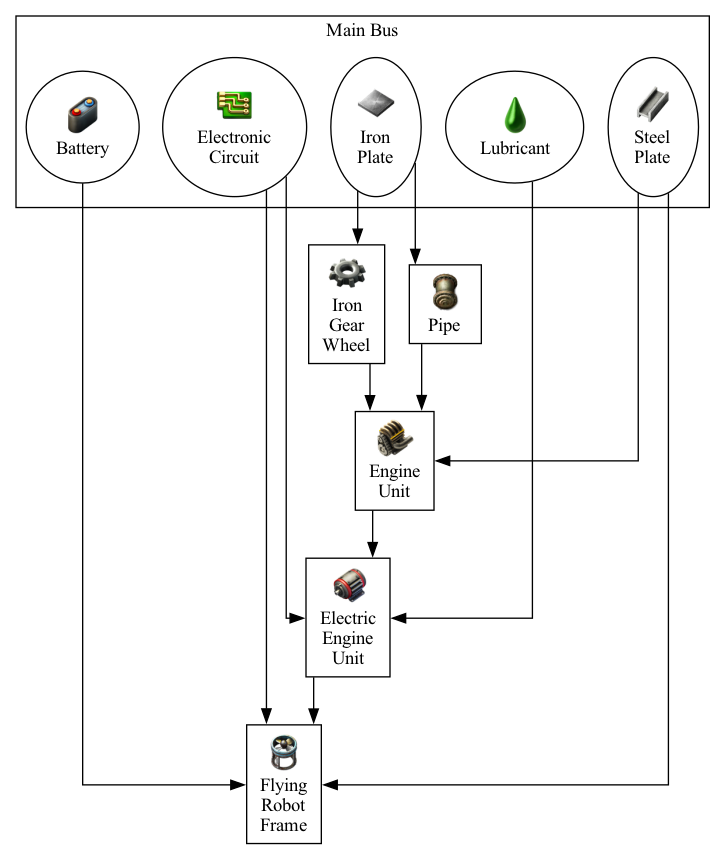 Main Bus
Battery
Electronic
Circuit
Iron
Plate
Lubricant
Steel
Plate
Iron
Gear
Wheel
Pipe
Engine
Unit
Electric
Engine
Unit
Flying
Robot
Frame